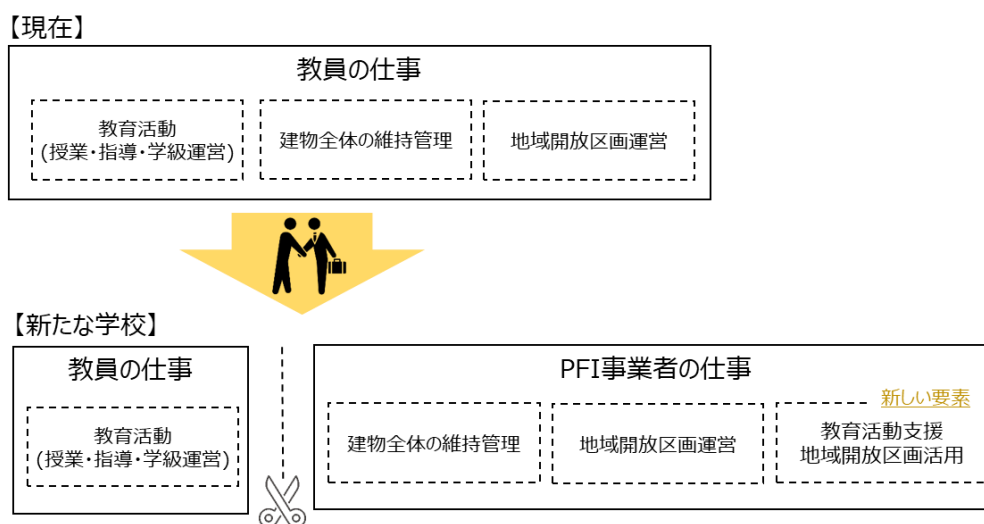 【現在】
教員の仕事
教育活動
(授業・指導・学級運営)
建物全体の維持管理
地域開放区画運営
【新たな学校】
教員の仕事
教育活動
(授業・指導・学級運営)
PFI事業者の仕事
建物全体の維持管理
地域開放区画運営
新しい要素
教育活動支援
地域開放区画活用